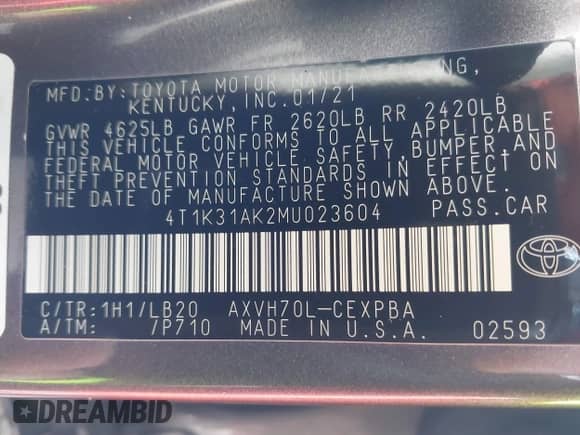 MFD.BY:TOYOTA MOTOR MANUFACTURING,
KENTUCKY, INC. 01/21
GVWR 4625LB GAWR FR 2620LB RR 2420LB
THIS VEHICLE CONFORMS TO ALL APPLICABLE
FEDERAL MOTOR VEHICLE SAFETY, BUMPER, AND
THEFT PREVENTION STANDARDS IN EFFECT ON
THE DATE OF MANUFACTURE SHOWN ABOVE.
4T1K31AK2MU023604 PASS.CAR
C/TR:1H1/LB20 AXVH70L-CEXPBA
A/TM: 7P710 MADE IN U.S.A. 02593
DREAMBID